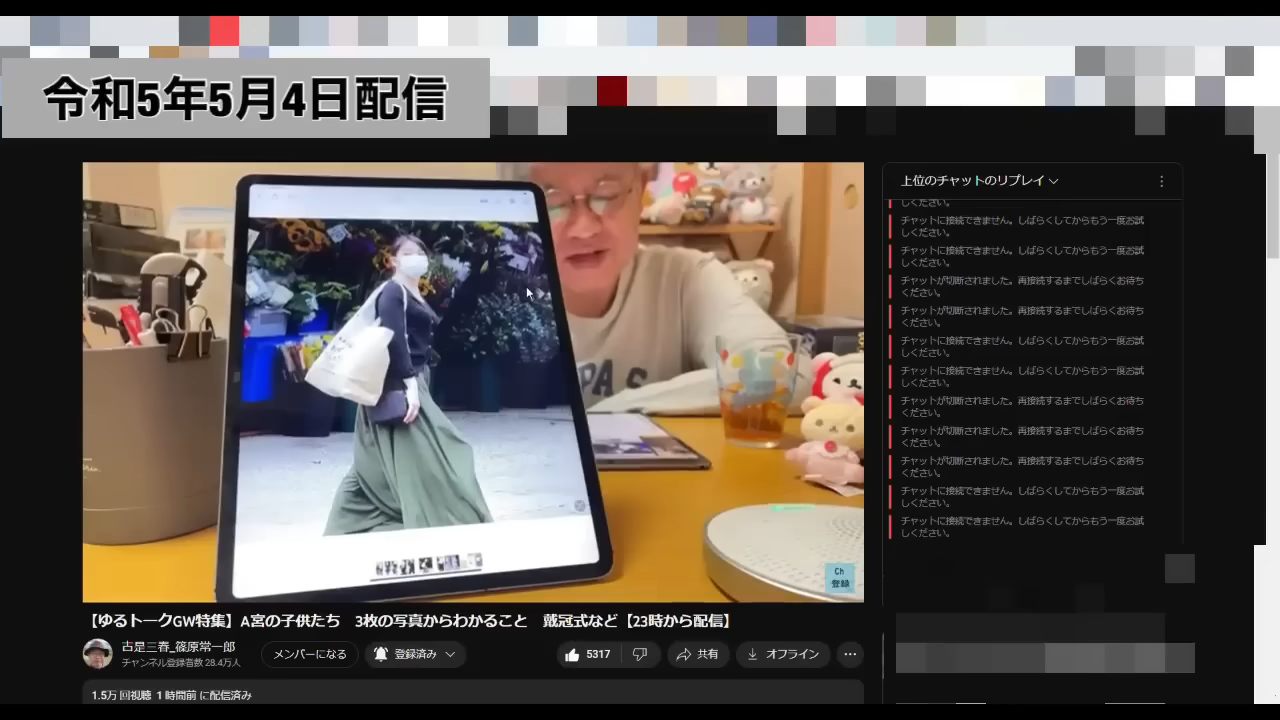 令和5年5月4日配信
上位のチャットのリプレイ
しください。
チャットに接続できません。しばらくしてからもう一度お試
しください。
チャットに接続できません。しばらくしてからもう一度お試
しください。
チャットが切断されました。再接続するまでしばらくお待ち
ください。
チャットが切断されました。再接続するまでしばらくお待ち
ください。
チャットに接続できません。しばらくしてからもう一度お試
しください。
チャットに接続できません。しばらくしてからもう一度お試
しください。
チャットが切断されました。再接続するまでしばらくお待ち
ください。
チャットが切断されました。再接続するまでしばらくお待ち
ください。
チャットが切断されました。再接続するまでしばらくお待ち
ください。
チャットに接続できません。しばらくしてからもう一度お試
しください。
チャットに接続できません。しばらくしてからもう一度お試
しください。
PAS
Ch
登録
【ゆるトークGW特集】A宮の子供たち　3枚の写真からわかること　戴冠式など【23時から配信】
古是三春_篠原常一郎
チャンネル登録者数 28.4万人
メンバーになる
登録済み
5317
共有
オフライン
1.5万 回視聴 1 時間前 に配信済み